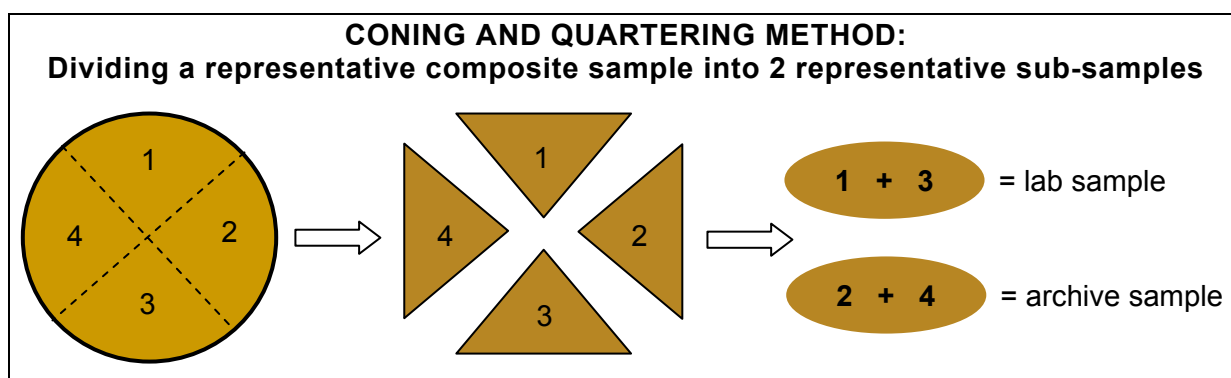 CONING AND QUARTERING METHOD:
Dividing a representative composite sample into 2 representative sub-samples
1
4
2
3
1
4
2
3
1 + 3 = lab sample
2 + 4 = archive sample